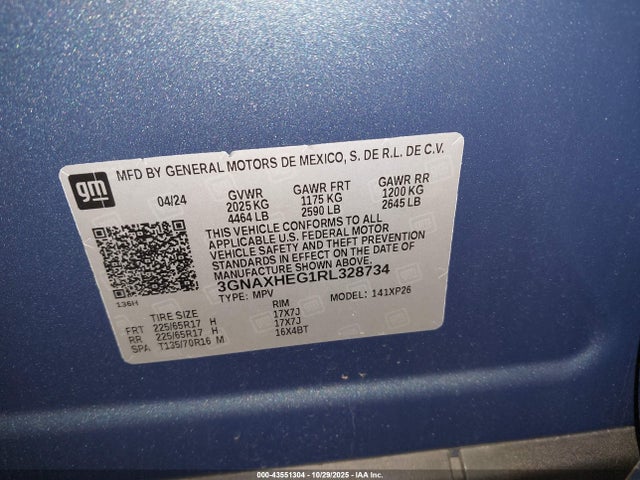 gm
MFD BY GENERAL MOTORS DE MEXICO, S. DE R.L. DE C.V.
04/24 GVWR GAWR FRT GAWR RR
2025 KG 1175 KG 1200 KG
4464 LB 2590 LB 2645 LB
THIS VEHICLE CONFORMS TO ALL
APPLICABLE U.S. FEDERAL MOTOR
VEHICLE SAFETY AND THEFT PREVENTION
STANDARDS IN EFFECT ON THE DATE OF
MANUFACTURE SHOWN ABOVE.
3GNAXHEG1RL328734
136H TYPE: MPV MODEL: 141XP26
TIRE SIZE RIM
FRT 225/65R17 H 17X7J
RR 225/65R17 H 17X7J
SPA T135/70R16 M 16X4BT
000-43551304 | 10/29/2025 - IAA Inc.